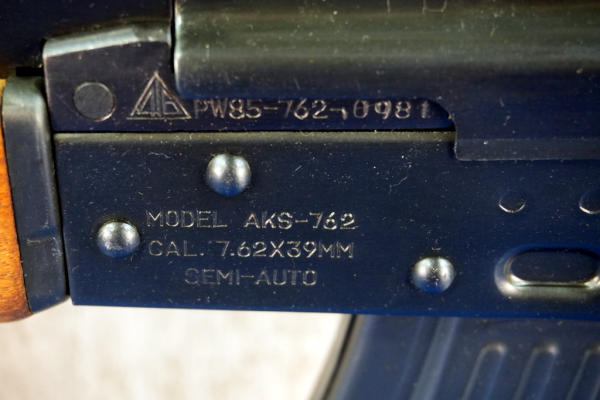 PW85-762-0981
MODEL AKS-762
CAL. 7.62X39MM
SEMI-AUTO